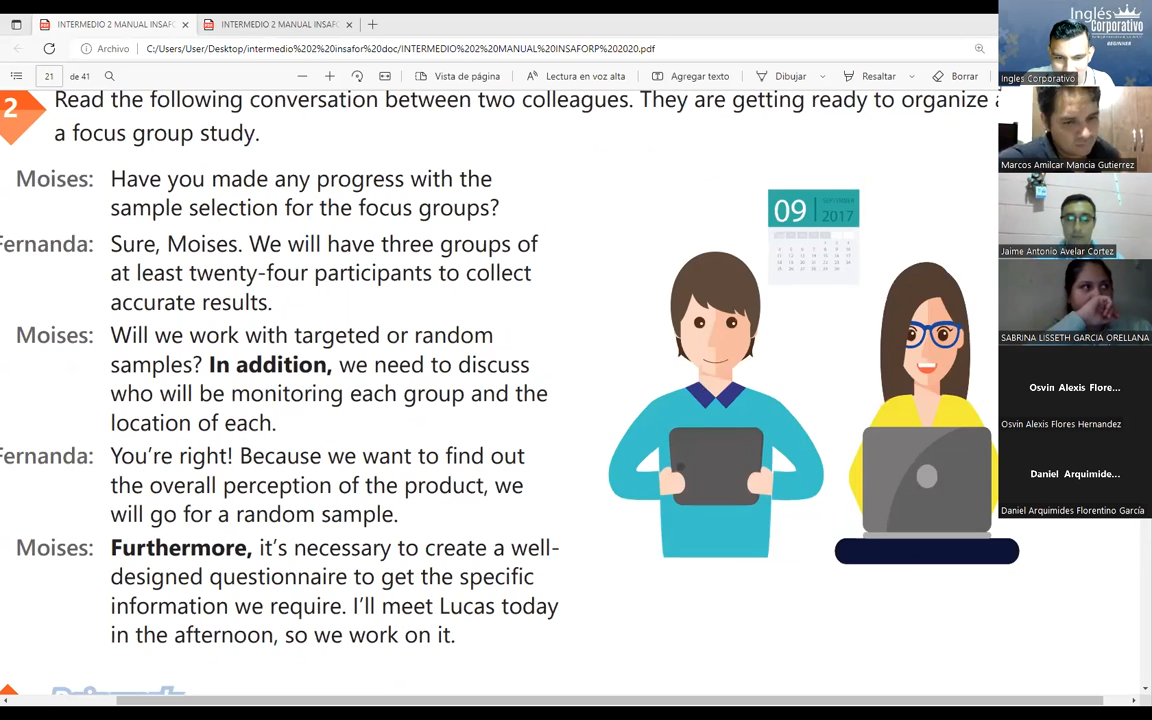 INTERMEDIO 2 MANUAL INSAF
INTERMEDIO 2 MANUAL INSAF
Archivo
C:/Users/User/Desktop/intermedio%202%20insafor%20doc/INTERMEDIO%202%20MANUAL%20INSAFORP%202020.pdf
21
de 41
Vista de página
Lectura en voz alta
Agregar texto
Dibujar
Resaltar
Borrar
2
Read the following conversation between two colleagues. They are getting ready to organize
a focus group study.
Moises: Have you made any progress with the
sample selection for the focus groups?
Fernanda: Sure, Moises. We will have three groups of
at least twenty-four participants to collect
accurate results.
Moises: Will we work with targeted or random
samples? In addition, we need to discuss
who will be monitoring each group and the
location of each.
Fernanda: You're right! Because we want to find out
the overall perception of the product, we
will go for a random sample.
Moises: Furthermore, it's necessary to create a well-
designed questionnaire to get the specific
information we require. I'll meet Lucas today
in the afternoon, so we work on it.
09
SEPTEMBER
2017
Inglés
Corporativo
BEGINNER
Ingles Corporativo
Marcos Amilcar Mancia Gutierrez
Jaime Antonio Avelar Cortez
SABRINA LISSETH GARCIA ORELLANA
Osvin Alexis Flore...
Osvin Alexis Flores Hernandez
Daniel Arquimide...
Daniel Arquimides Florentino García